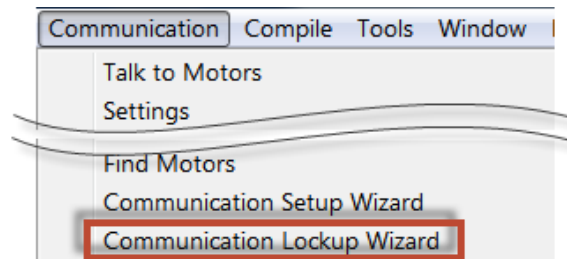 Communication Compile Tools Window
Talk to Motors
Settings
Find Motors
Communication Setup Wizard
Communication Lockup Wizard